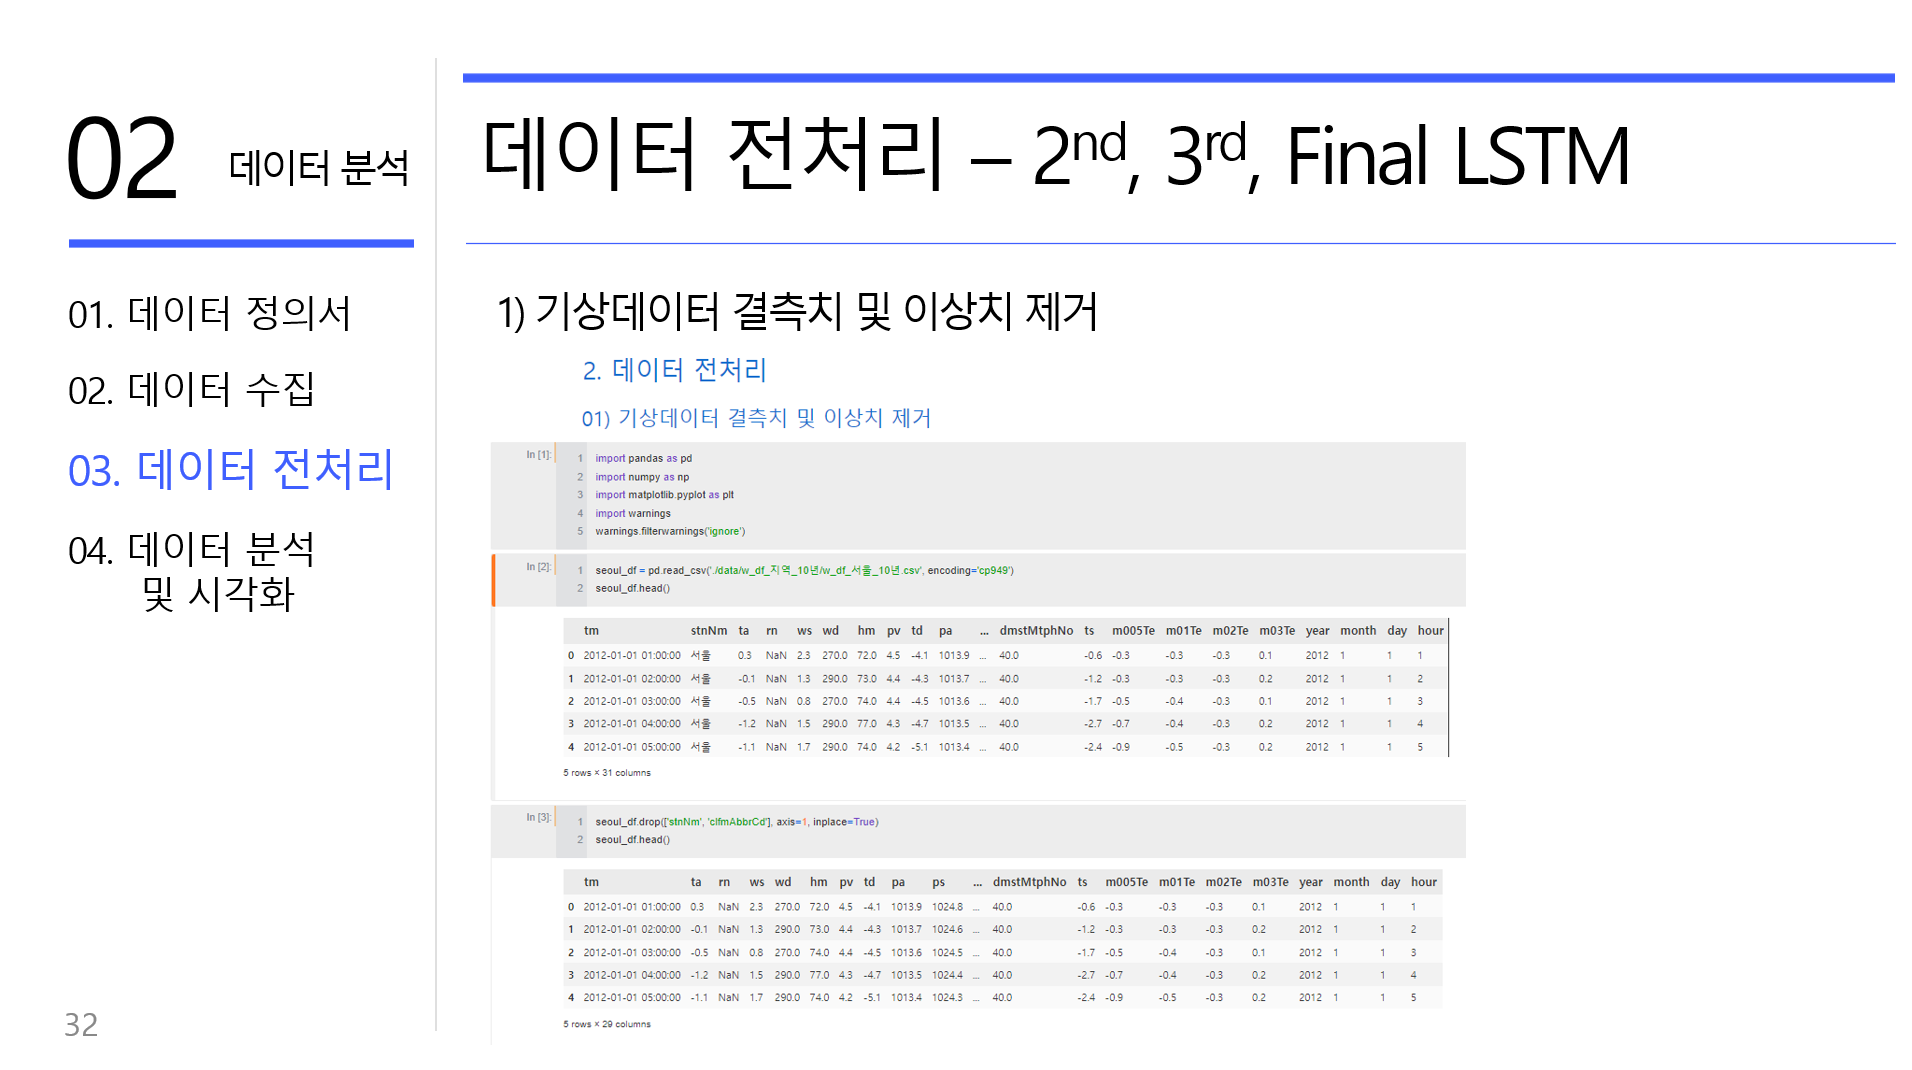 02 데이터 분석
01. 데이터 정의서
02. 데이터 수집
03. 데이터 전처리
04. 데이터 분석
및 시각화
32
데이터 전처리 – 2nd, 3rd, Final LSTM
1) 기상데이터 결측치 및 이상치 제거
2. 데이터 전처리
01) 기상데이터 결측치 및 이상치 제거
In [1]:
1 import pandas as pd
2 import numpy as np
3 import matplotlib.pyplot as plt
4 import warnings
5 warnings.filterwarnings('ignore')
In [2]:
1 seoul_df = pd.read_csv('./data/w_df_지역_10년/w_df_서울_10년.csv', encoding='cp949')
2 seoul_df.head()
tm stnNm ta rn ws wd hm pv td pa ... dmstMtphNo ts m005Te m01Te m02Te m03Te year month day hour
0 2012-01-01 01:00:00 서울 0.3 NaN 2.3 270.0 72.0 4.5 -4.1 1013.9 ... 40.0 -0.6 -0.3 -0.3 -0.3 0.1 2012 1 1 1
1 2012-01-01 02:00:00 서울 -0.1 NaN 1.3 290.0 73.0 4.4 -4.3 1013.7 ... 40.0 -1.2 -0.3 -0.3 -0.3 0.2 2012 1 1 2
2 2012-01-01 03:00:00 서울 -0.5 NaN 0.8 270.0 74.0 4.4 -4.5 1013.6 ... 40.0 -1.7 -0.5 -0.4 -0.3 0.1 2012 1 1 3
3 2012-01-01 04:00:00 서울 -1.2 NaN 1.5 290.0 77.0 4.3 -4.7 1013.5 ... 40.0 -2.7 -0.7 -0.4 -0.3 0.2 2012 1 1 4
4 2012-01-01 05:00:00 서울 -1.1 NaN 1.7 290.0 74.0 4.2 -5.1 1013.4 ... 40.0 -2.4 -0.9 -0.5 -0.3 0.2 2012 1 1 5
5 rows × 31 columns
In [3]:
1 seoul_df.drop(['stnNm', 'clfmAbbrCd'], axis=1, inplace=True)
2 seoul_df.head()
tm ta rn ws wd hm pv td pa ps ... dmstMtphNo ts m005Te m01Te m02Te m03Te year month day hour
0 2012-01-01 01:00:00 0.3 NaN 2.3 270.0 72.0 4.5 -4.1 1013.9 1024.8 ... 40.0 -0.6 -0.3 -0.3 -0.3 0.1 2012 1 1 1
1 2012-01-01 02:00:00 -0.1 NaN 1.3 290.0 73.0 4.4 -4.3 1013.7 1024.6 ... 40.0 -1.2 -0.3 -0.3 -0.3 0.2 2012 1 1 2
2 2012-01-01 03:00:00 -0.5 NaN 0.8 270.0 74.0 4.4 -4.5 1013.6 1024.5 ... 40.0 -1.7 -0.5 -0.4 -0.3 0.1 2012 1 1 3
3 2012-01-01 04:00:00 -1.2 NaN 1.5 290.0 77.0 4.3 -4.7 1013.5 1024.4 ... 40.0 -2.7 -0.7 -0.4 -0.3 0.2 2012 1 1 4
4 2012-01-01 05:00:00 -1.1 NaN 1.7 290.0 74.0 4.2 -5.1 1013.4 1024.3 ... 40.0 -2.4 -0.9 -0.5 -0.3 0.2 2012 1 1 5
5 rows × 29 columns